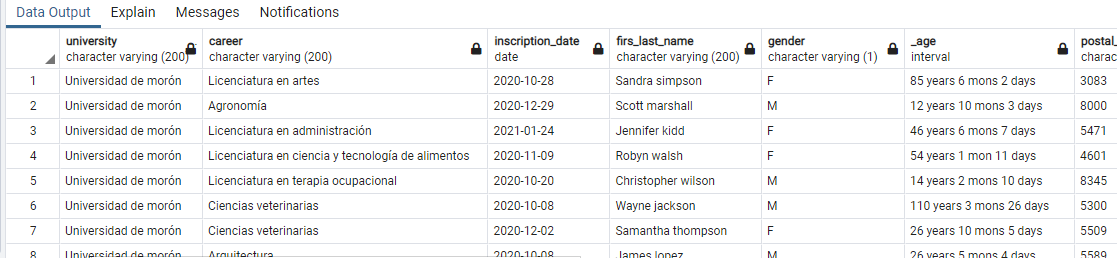 Data Output Explain Messages Notifications
university career inscription_date firs_last_name gender _age postal_
character varying (200) character varying (200) date character varying (200) character varying (1) interval charac
1 Universidad de morón Licenciatura en artes 2020-10-28 Sandra simpson F 85 years 6 mons 2 days 3083
2 Universidad de morón Agronomía 2020-12-29 Scott marshall M 12 years 10 mons 3 days 8000
3 Universidad de morón Licenciatura en administración 2021-01-24 Jennifer kidd F 46 years 6 mons 7 days 5471
4 Universidad de morón Licenciatura en ciencia y tecnología de alimentos 2020-11-09 Robyn walsh F 54 years 1 mon 11 days 4601
5 Universidad de morón Licenciatura en terapia ocupacional 2020-10-20 Christopher wilson M 14 years 2 mons 10 days 8345
6 Universidad de morón Ciencias veterinarias 2020-10-08 Wayne jackson M 110 years 3 mons 26 days 5300
7 Universidad de morón Ciencias veterinarias 2020-12-02 Samantha thompson F 26 years 10 mons 5 days 5509
8 Universidad de morón Arquitectura 2020-10-08 James lopez M 26 years 5 mons 4 days 5589